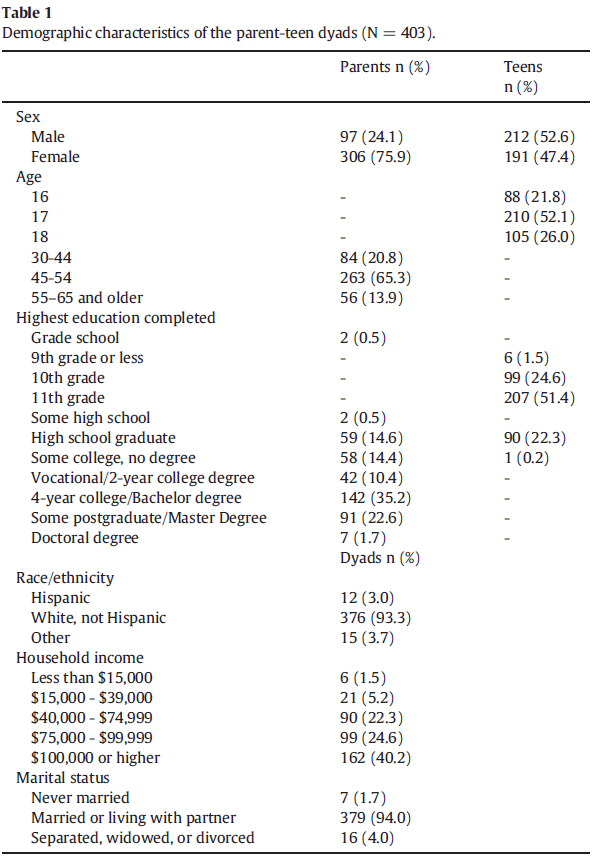 Table 1
Demographic characteristics of the parent-teen dyads (N = 403).
Parents n (%) Teens
n (%)
Sex
Male 97 (24.1) 212 (52.6)
Female 306 (75.9) 191 (47.4)
Age
16 - 88 (21.8)
17 - 210 (52.1)
18 - 105 (26.0)
30-44 84 (20.8) -
45-54 263 (65.3) -
55–65 and older 56 (13.9) -
Highest education completed
Grade school 2 (0.5) -
9th grade or less - 6 (1.5)
10th grade - 99 (24.6)
11th grade - 207 (51.4)
Some high school 2 (0.5) -
High school graduate 59 (14.6) 90 (22.3)
Some college, no degree 58 (14.4) 1 (0.2)
Vocational/2-year college degree 42 (10.4) -
4-year college/Bachelor degree 142 (35.2) -
Some postgraduate/Master Degree 91 (22.6) -
Doctoral degree 7 (1.7) -
Dyads n (%)
Race/ethnicity
Hispanic 12 (3.0)
White, not Hispanic 376 (93.3)
Other 15 (3.7)
Household income
Less than $15,000 6 (1.5)
$15,000 - $39,000 21 (5.2)
$40,000 - $74,999 90 (22.3)
$75,000 - $99,999 99 (24.6)
$100,000 or higher 162 (40.2)
Marital status
Never married 7 (1.7)
Married or living with partner 379 (94.0)
Separated, widowed, or divorced 16 (4.0)